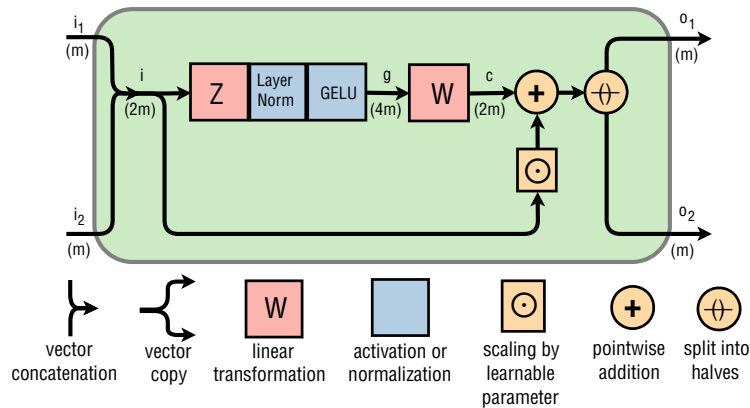 i1
(m)
o1
(m)
i
(2m)
Z
Layer
Norm
GELU
g
(4m)
W
c
(2m)
+
i2
(m)
o2
(m)
W
+
vector
concatenation
vector
copy
linear
transformation
activation or
normalization
scaling by
learnable
parameter
pointwise
addition
split into
halves